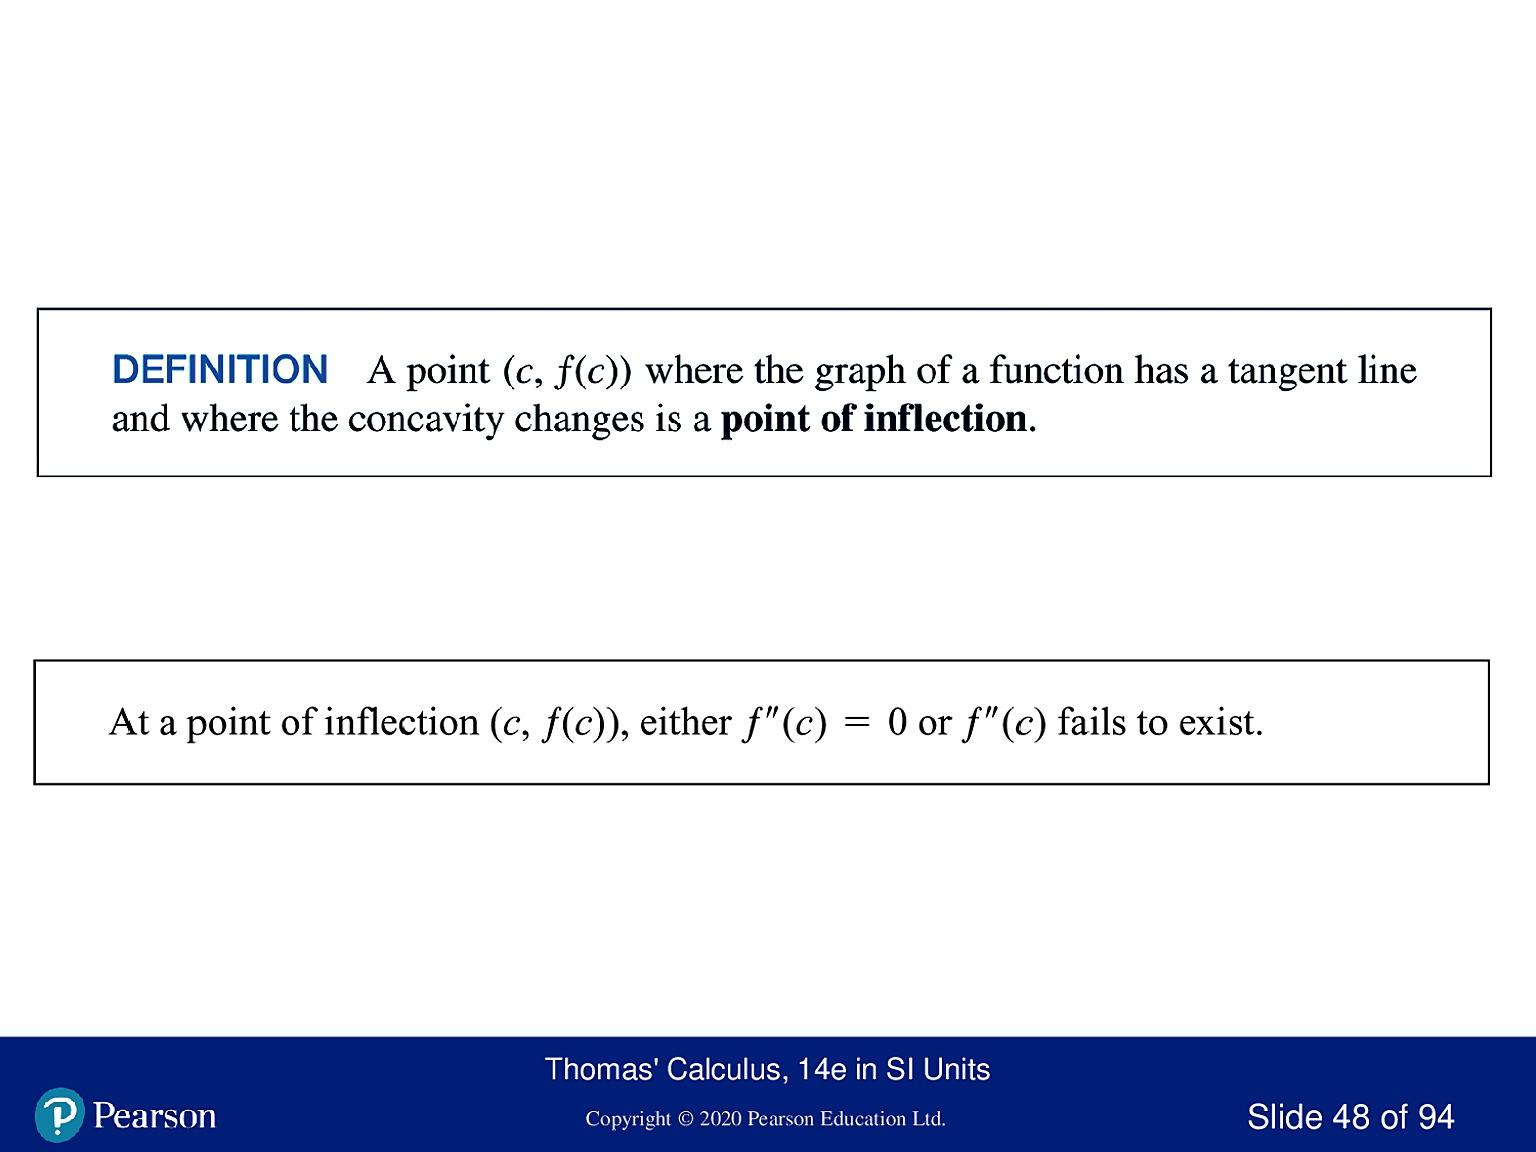 DEFINITION A point (c, f(c)) where the graph of a function has a tangent line
and where the concavity changes is a point of inflection.
At a point of inflection (c, f(c)), either f″(c) = 0 or f″(c) fails to exist.
Thomas' Calculus, 14e in SI Units
Pearson
Copyright © 2020 Pearson Education Ltd.
Slide 48 of 94